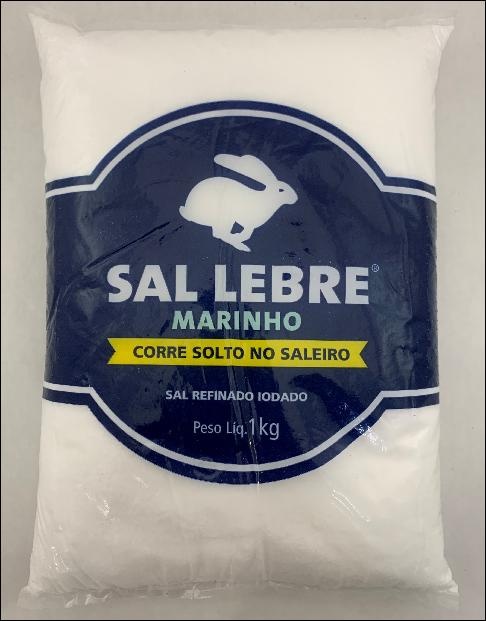 SAL LEBRE®
MARINHO
CORRE SOLTO NO SALEIRO
SAL REFINADO IODADO
Peso Líq.1kg